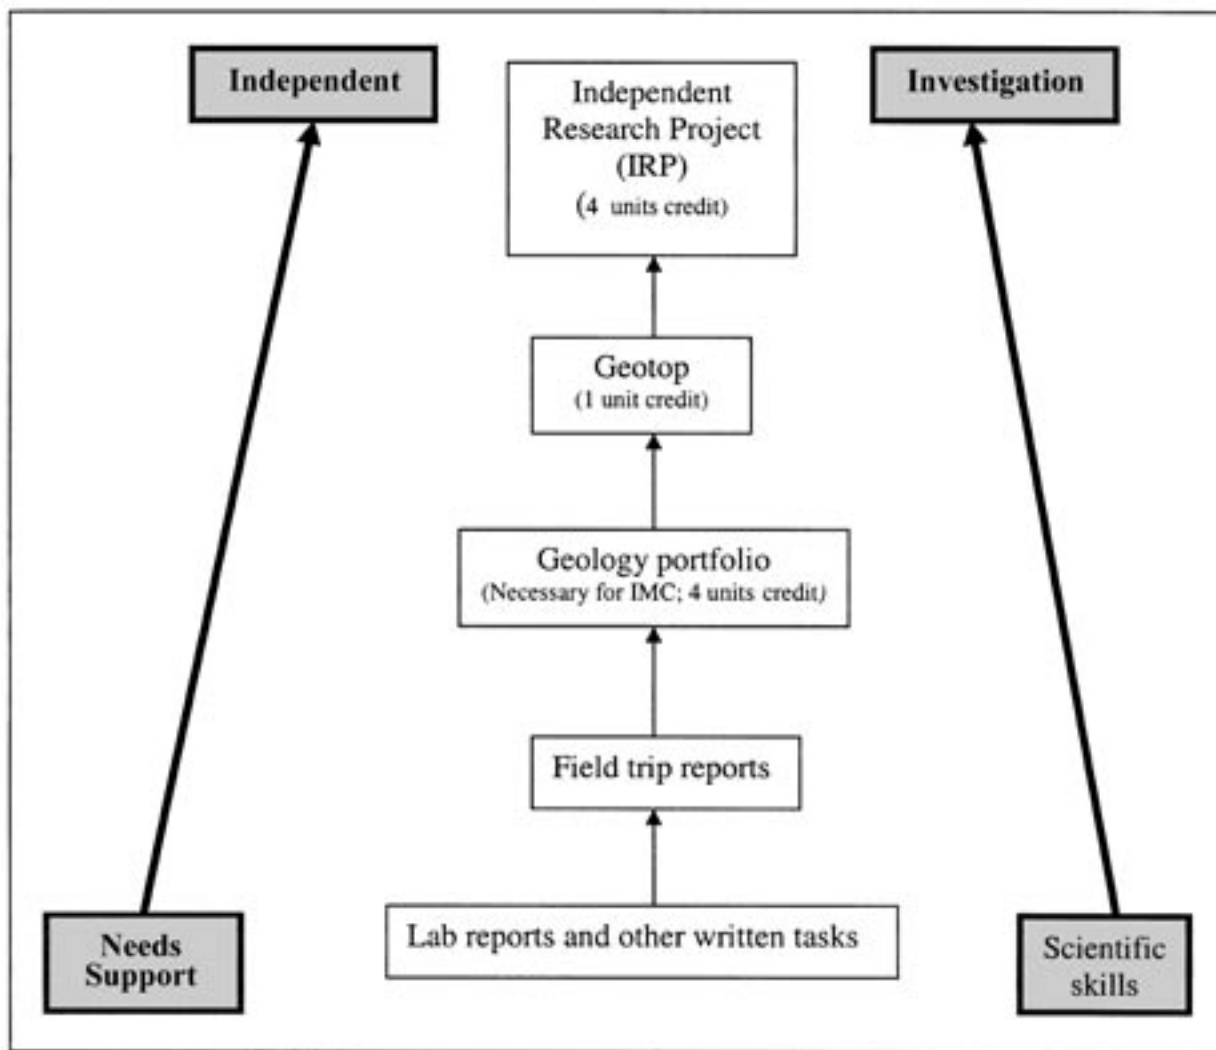 Independent
Independent
Research Project
(IRP)
(4 units credit)
Investigation
Geotop
(1 unit credit)
Geology portfolio
(Necessary for IMC; 4 units credit)
Field trip reports
Lab reports and other written tasks
Needs
Support
Scientific
skills